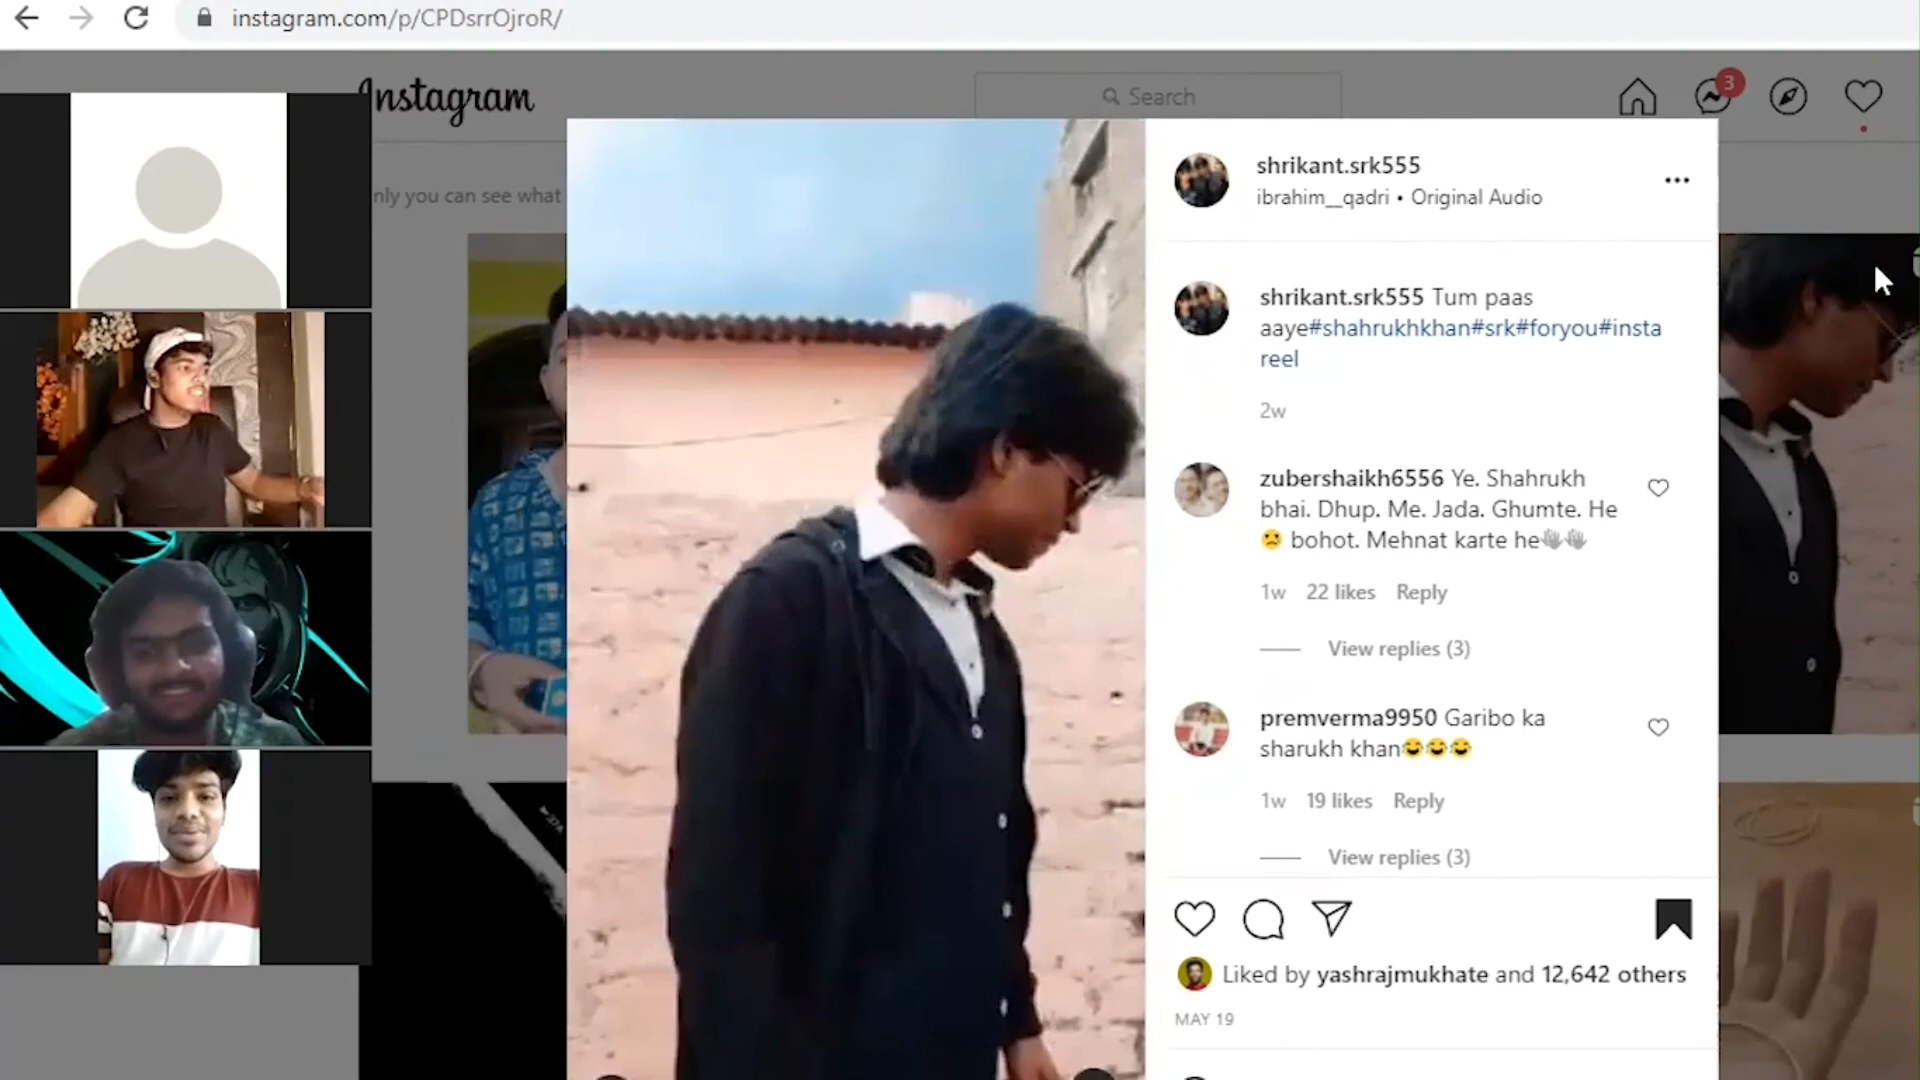 instagram.com/p/CPDsrrOjroR/
Instagram
Search
3
nly you can see what
shrikant.srk555
ibrahim__qadri • Original Audio
shrikant.srk555 Tum paas
aaye#shahrukhkhan#srk#foryou#insta
reel
2w
zubershaikh6556 Ye. Shahrukh
bhai. Dhup. Me. Jada. Ghumte. He
😢 bohot. Mehnat karte he👋👋
1w 22 likes Reply
View replies (3)
premverma9950 Garibo ka
sharukh khan😂😂😂
1w 19 likes Reply
View replies (3)
Liked by yashrajmukhate and 12,642 others
MAY 19